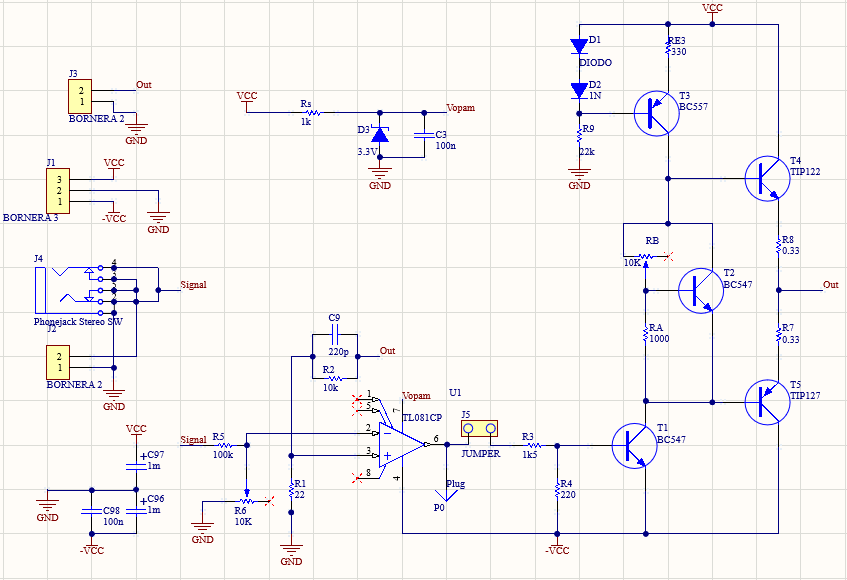 VCC
D1
DIODO
RE3
330
J3
Out
2
1
BORNERA 2
GND
D2
1N
T3
BC557
VCC
Rs
1k
Vopam
D3
3.3V
C3
100n
GND
R9
22k
GND
J1
VCC
3
2
1
BORNERA 3
-VCC
GND
T4
TIP122
RB
10K
R8
0.33
J4
4
Signal
Phonejack Stereo SW
T2
BC547
Out
J2
2
1
BORNERA 2
GND
C9
220p
Out
R2
10k
RA
1000
R7
0.33
U1
1
5
Vopam
7
TL081CP
T5
TIP127
VCC
C97
1m
Signal
R5
100k
2
3
8
4
6
J5
JUMPER
R3
1k5
T1
BC547
GND
C98
100n
C96
1m
-VCC
R6
10K
GND
R1
22
GND
Plug
P0
R4
220
-VCC